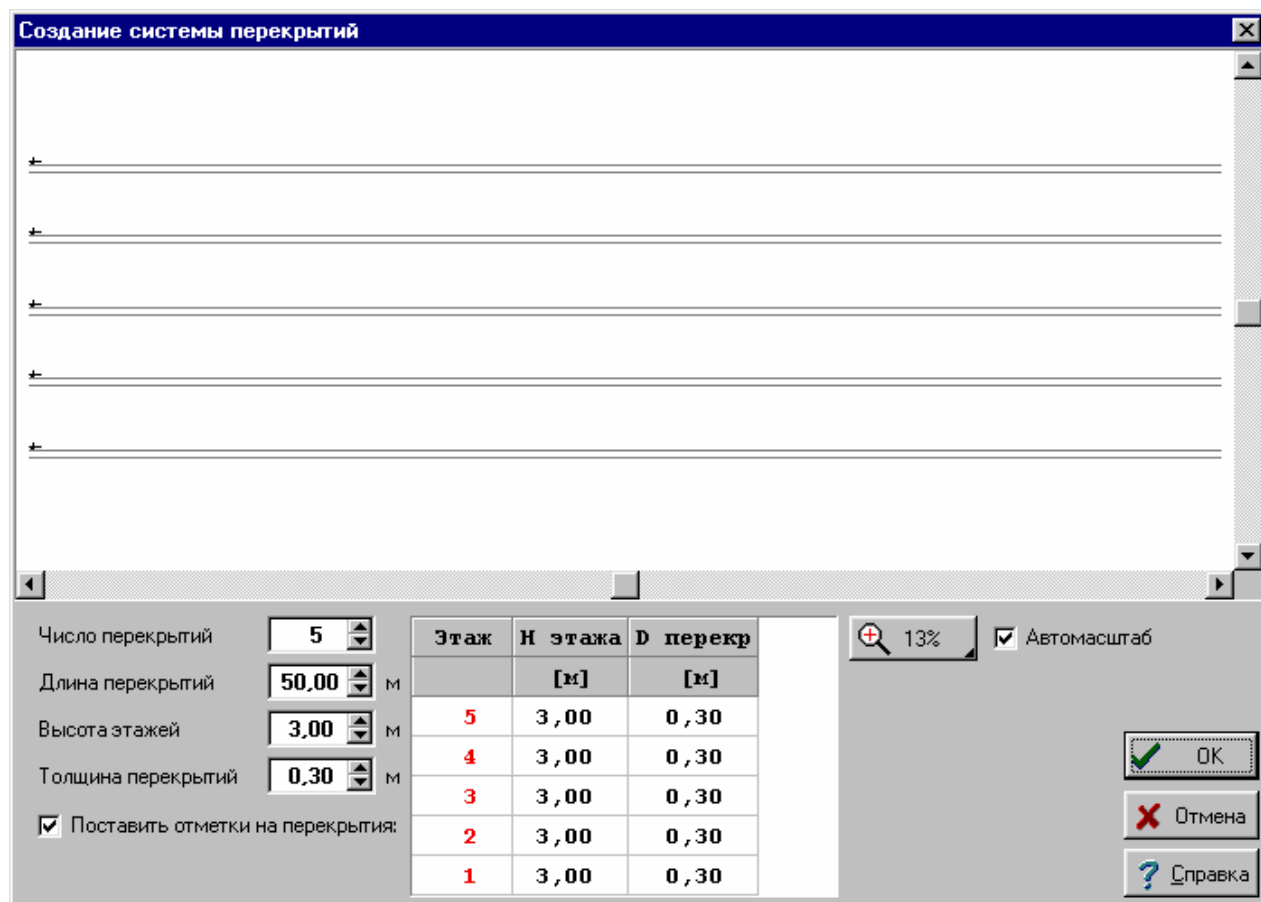 Создание системы перекрытий
Число перекрытий 5
Длина перекрытий 50,00 м
Высота этажей 3,00 м
Толщина перекрытий 0,30 м
Поставить отметки на перекрытия:
Этаж H этажа D перекр
[м] [м]
5 3,00 0,30
4 3,00 0,30
3 3,00 0,30
2 3,00 0,30
1 3,00 0,30
13% Автомасштаб
OK
Отмена
Справка